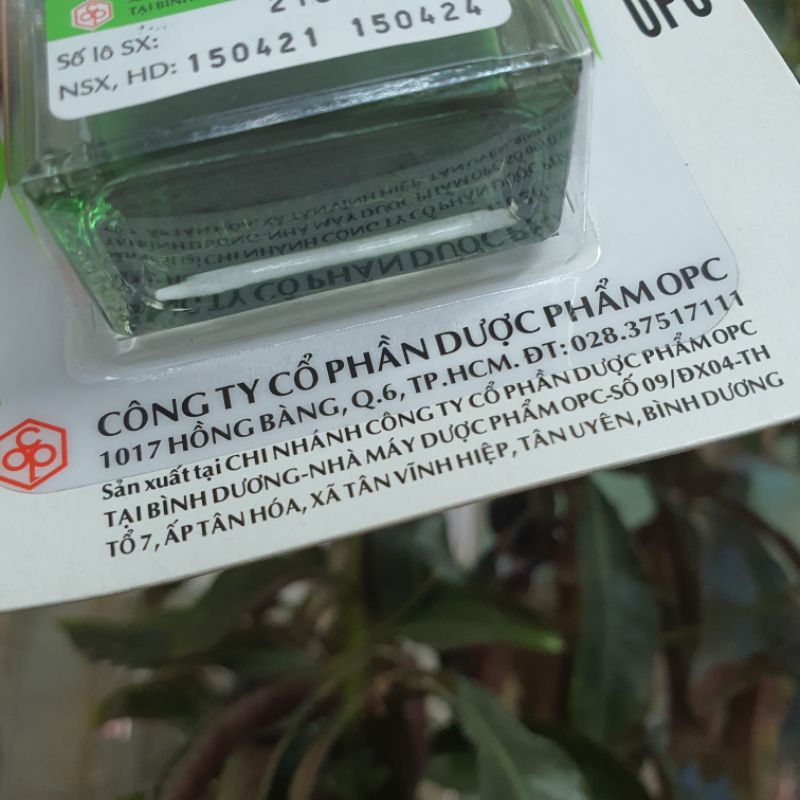 TẠI BÌNH
Số lô SX:
NSX, HD: 150421 150424
OPC
CÔNG TY CỔ PHẦN DƯỢC PHẨM OPC
1017 HỒNG BÀNG, Q.6, TP.HCM. ĐT: 028.37517111
Sản xuất tại CHI NHÁNH CÔNG TY CỔ PHẦN DƯỢC PHẨM OPC
TẠI BÌNH DƯƠNG-NHÀ MÁY DƯỢC PHẨM OPC-SỐ 09/ĐX04-TH
TỔ 7, ẤP TÂN HÓA, XÃ TÂN VĨNH HIỆP, TÂN UYÊN, BÌNH DƯƠNG